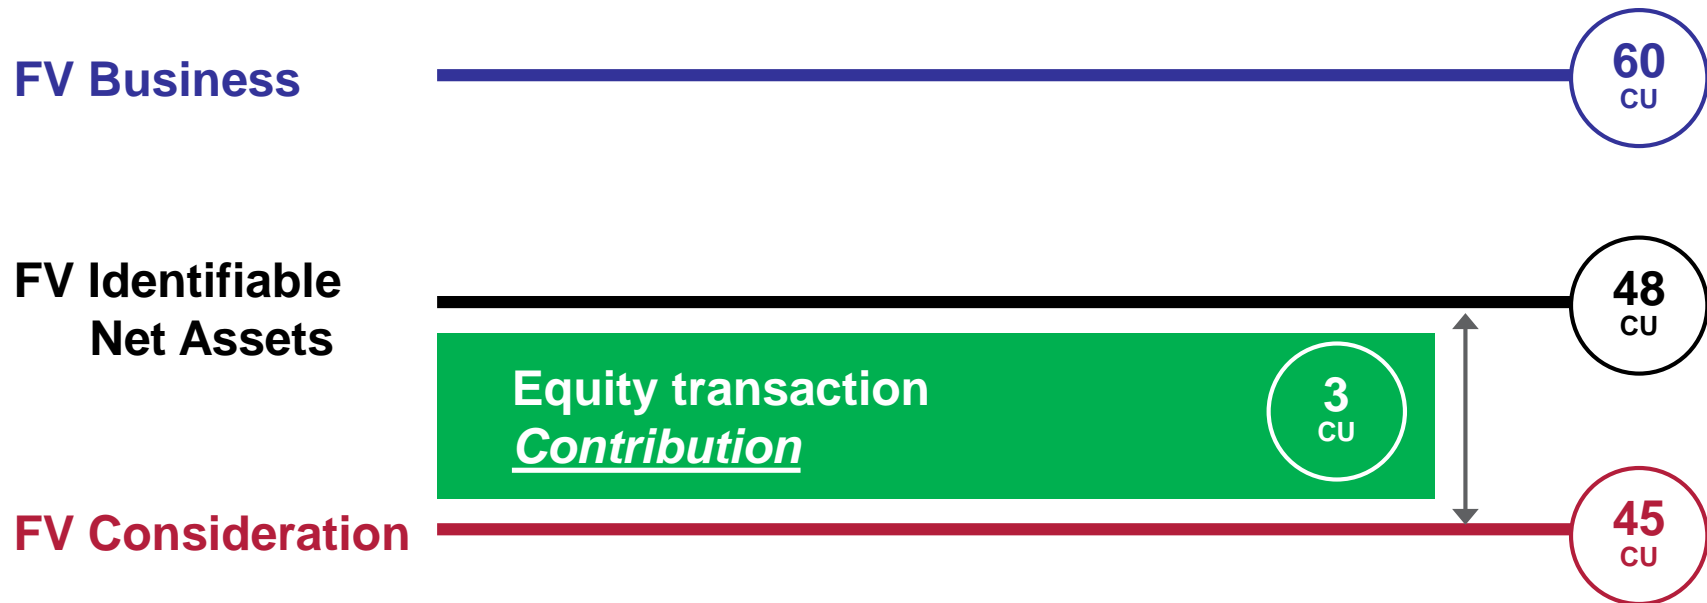 FV Business
60
CU
FV Identifiable
Net Assets
48
CU
Equity transaction
Contribution
3
CU
FV Consideration
45
CU